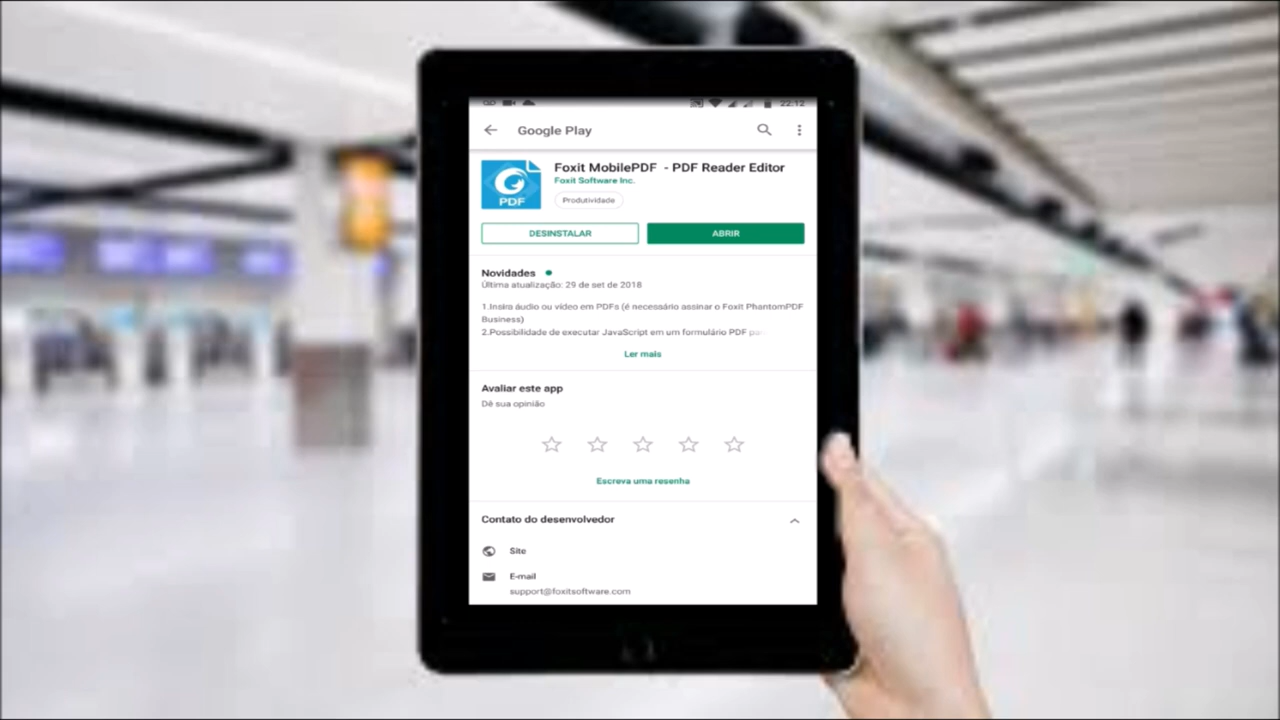 22:12
Google Play
Foxit MobilePDF - PDF Reader Editor
Foxit Software Inc.
PDF
Produtividade
DESINSTALAR
ABRIR
Novidades
Última atualização: 29 de set de 2018
1.Insira áudio ou vídeo em PDFs (é necessário assinar o Foxit PhantomPDF
Business)
2.Possibilidade de executar JavaScript em um formulário PDF pa
Ler mais
Avaliar este app
Dê sua opinião
Escreva uma resenha
Contato do desenvolvedor
Site
E-mail
support@foxitsoftware.com